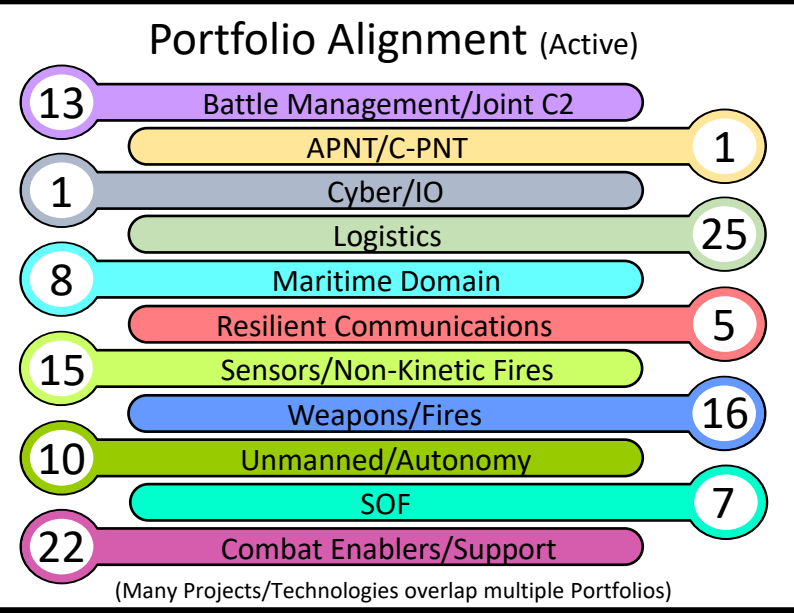 Portfolio Alignment (Active)
13 Battle Management/Joint C2
APNT/C-PNT 1
1 Cyber/IO
Logistics 25
8 Maritime Domain
Resilient Communications 5
15 Sensors/Non-Kinetic Fires
Weapons/Fires 16
10 Unmanned/Autonomy
SOF 7
22 Combat Enablers/Support
(Many Projects/Technologies overlap multiple Portfolios)